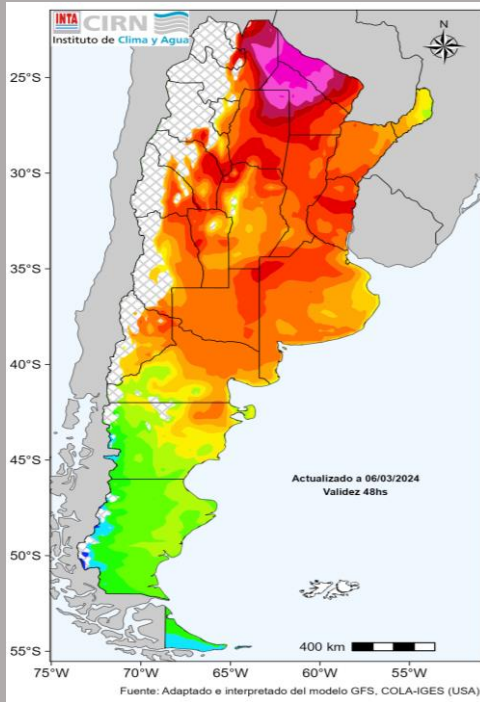 INTA CIRN
Instituto de Clima y Agua
N
25°S
30°S
35°S
40°S
45°S
50°S
55°S
Actualizado a 06/03/2024
Validez 48hs
400 km
75°W 70°W 65°W 60°W 55°W
Fuente: Adaptado e interpretado del modelo GFS, COLA-IGES (USA)